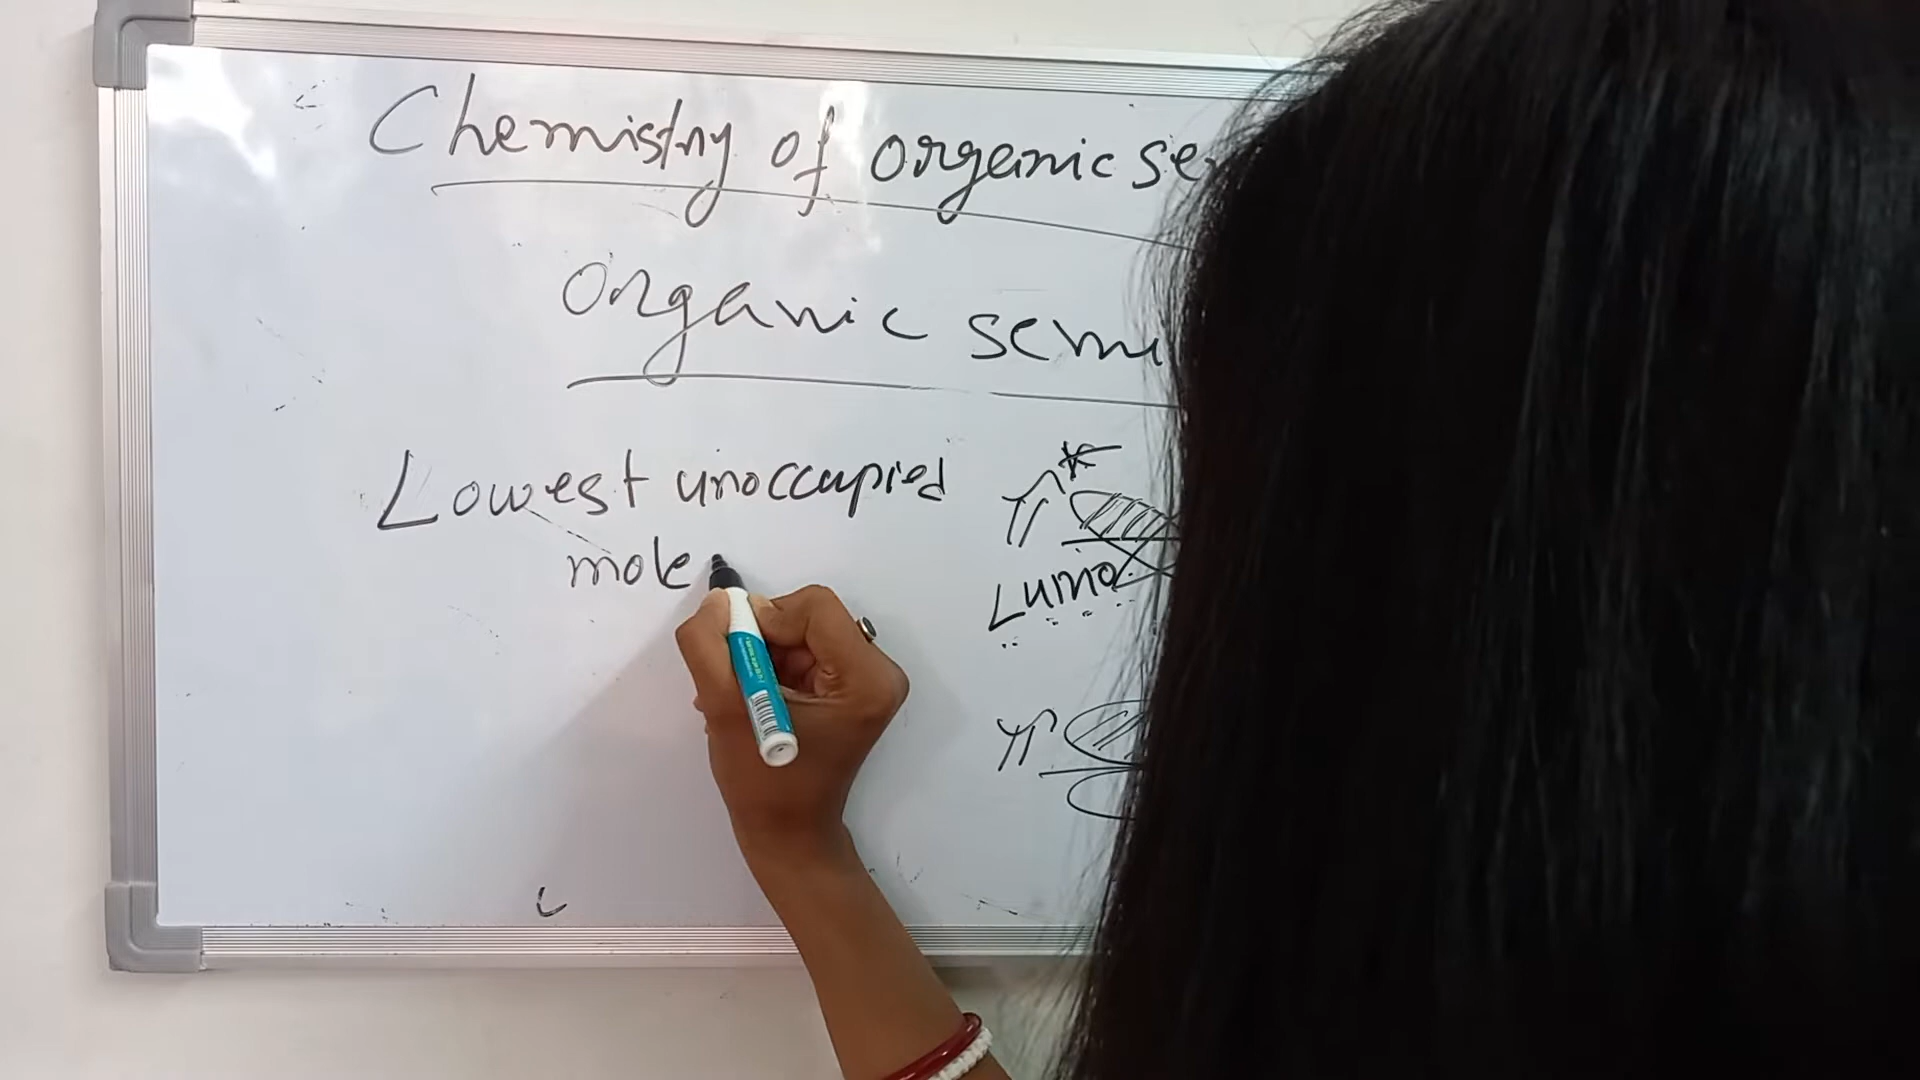 Chemistry of organic se
organic semi
Lowest unoccupied
mole
π*
LUMO
π